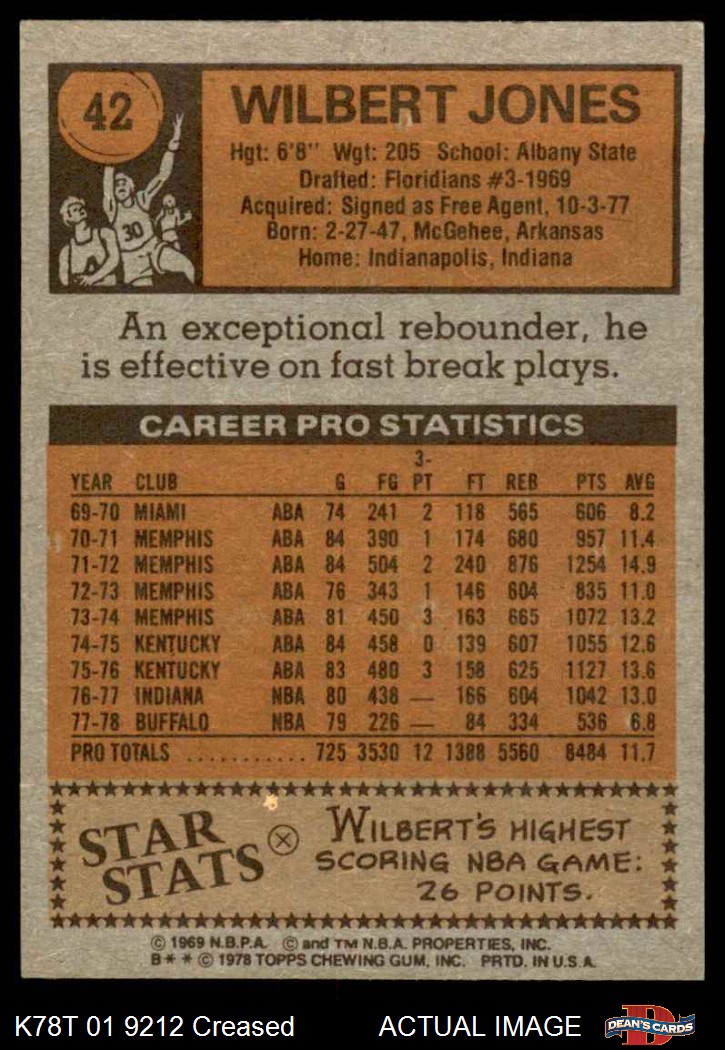 42
WILBERT JONES
Hgt: 6'8" Wgt: 205 School: Albany State
Drafted: Floridians #3-1969
Acquired: Signed as Free Agent, 10-3-77
Born: 2-27-47, McGehee, Arkansas
Home: Indianapolis, Indiana
30
An exceptional rebounder, he
is effective on fast break plays.
CAREER PRO STATISTICS
YEAR CLUB G FG 3-PT FT REB PTS AVG
69-70 MIAMI ABA 74 241 2 118 565 606 8.2
70-71 MEMPHIS ABA 84 390 1 174 680 957 11.4
71-72 MEMPHIS ABA 84 504 2 240 876 1254 14.9
72-73 MEMPHIS ABA 76 343 1 146 604 835 11.0
73-74 MEMPHIS ABA 81 450 3 163 665 1072 13.2
74-75 KENTUCKY ABA 84 458 0 139 607 1055 12.6
75-76 KENTUCKY ABA 83 480 3 158 625 1127 13.6
76-77 INDIANA NBA 80 438 — 166 604 1042 13.0
77-78 BUFFALO NBA 79 226 — 84 334 536 6.8
PRO TOTALS ........... 725 3530 12 1388 5560 8484 11.7
STAR
STATS
WILBERT'S HIGHEST
SCORING NBA GAME:
26 POINTS.
© 1969 N.B.P.A. © and TM N.B.A. PROPERTIES, INC.
B* * © 1978 TOPPS CHEWING GUM, INC. PRTD. IN U.S.A.
K78T 01 9212 Creased ACTUAL IMAGE
DEAN'S CARDS